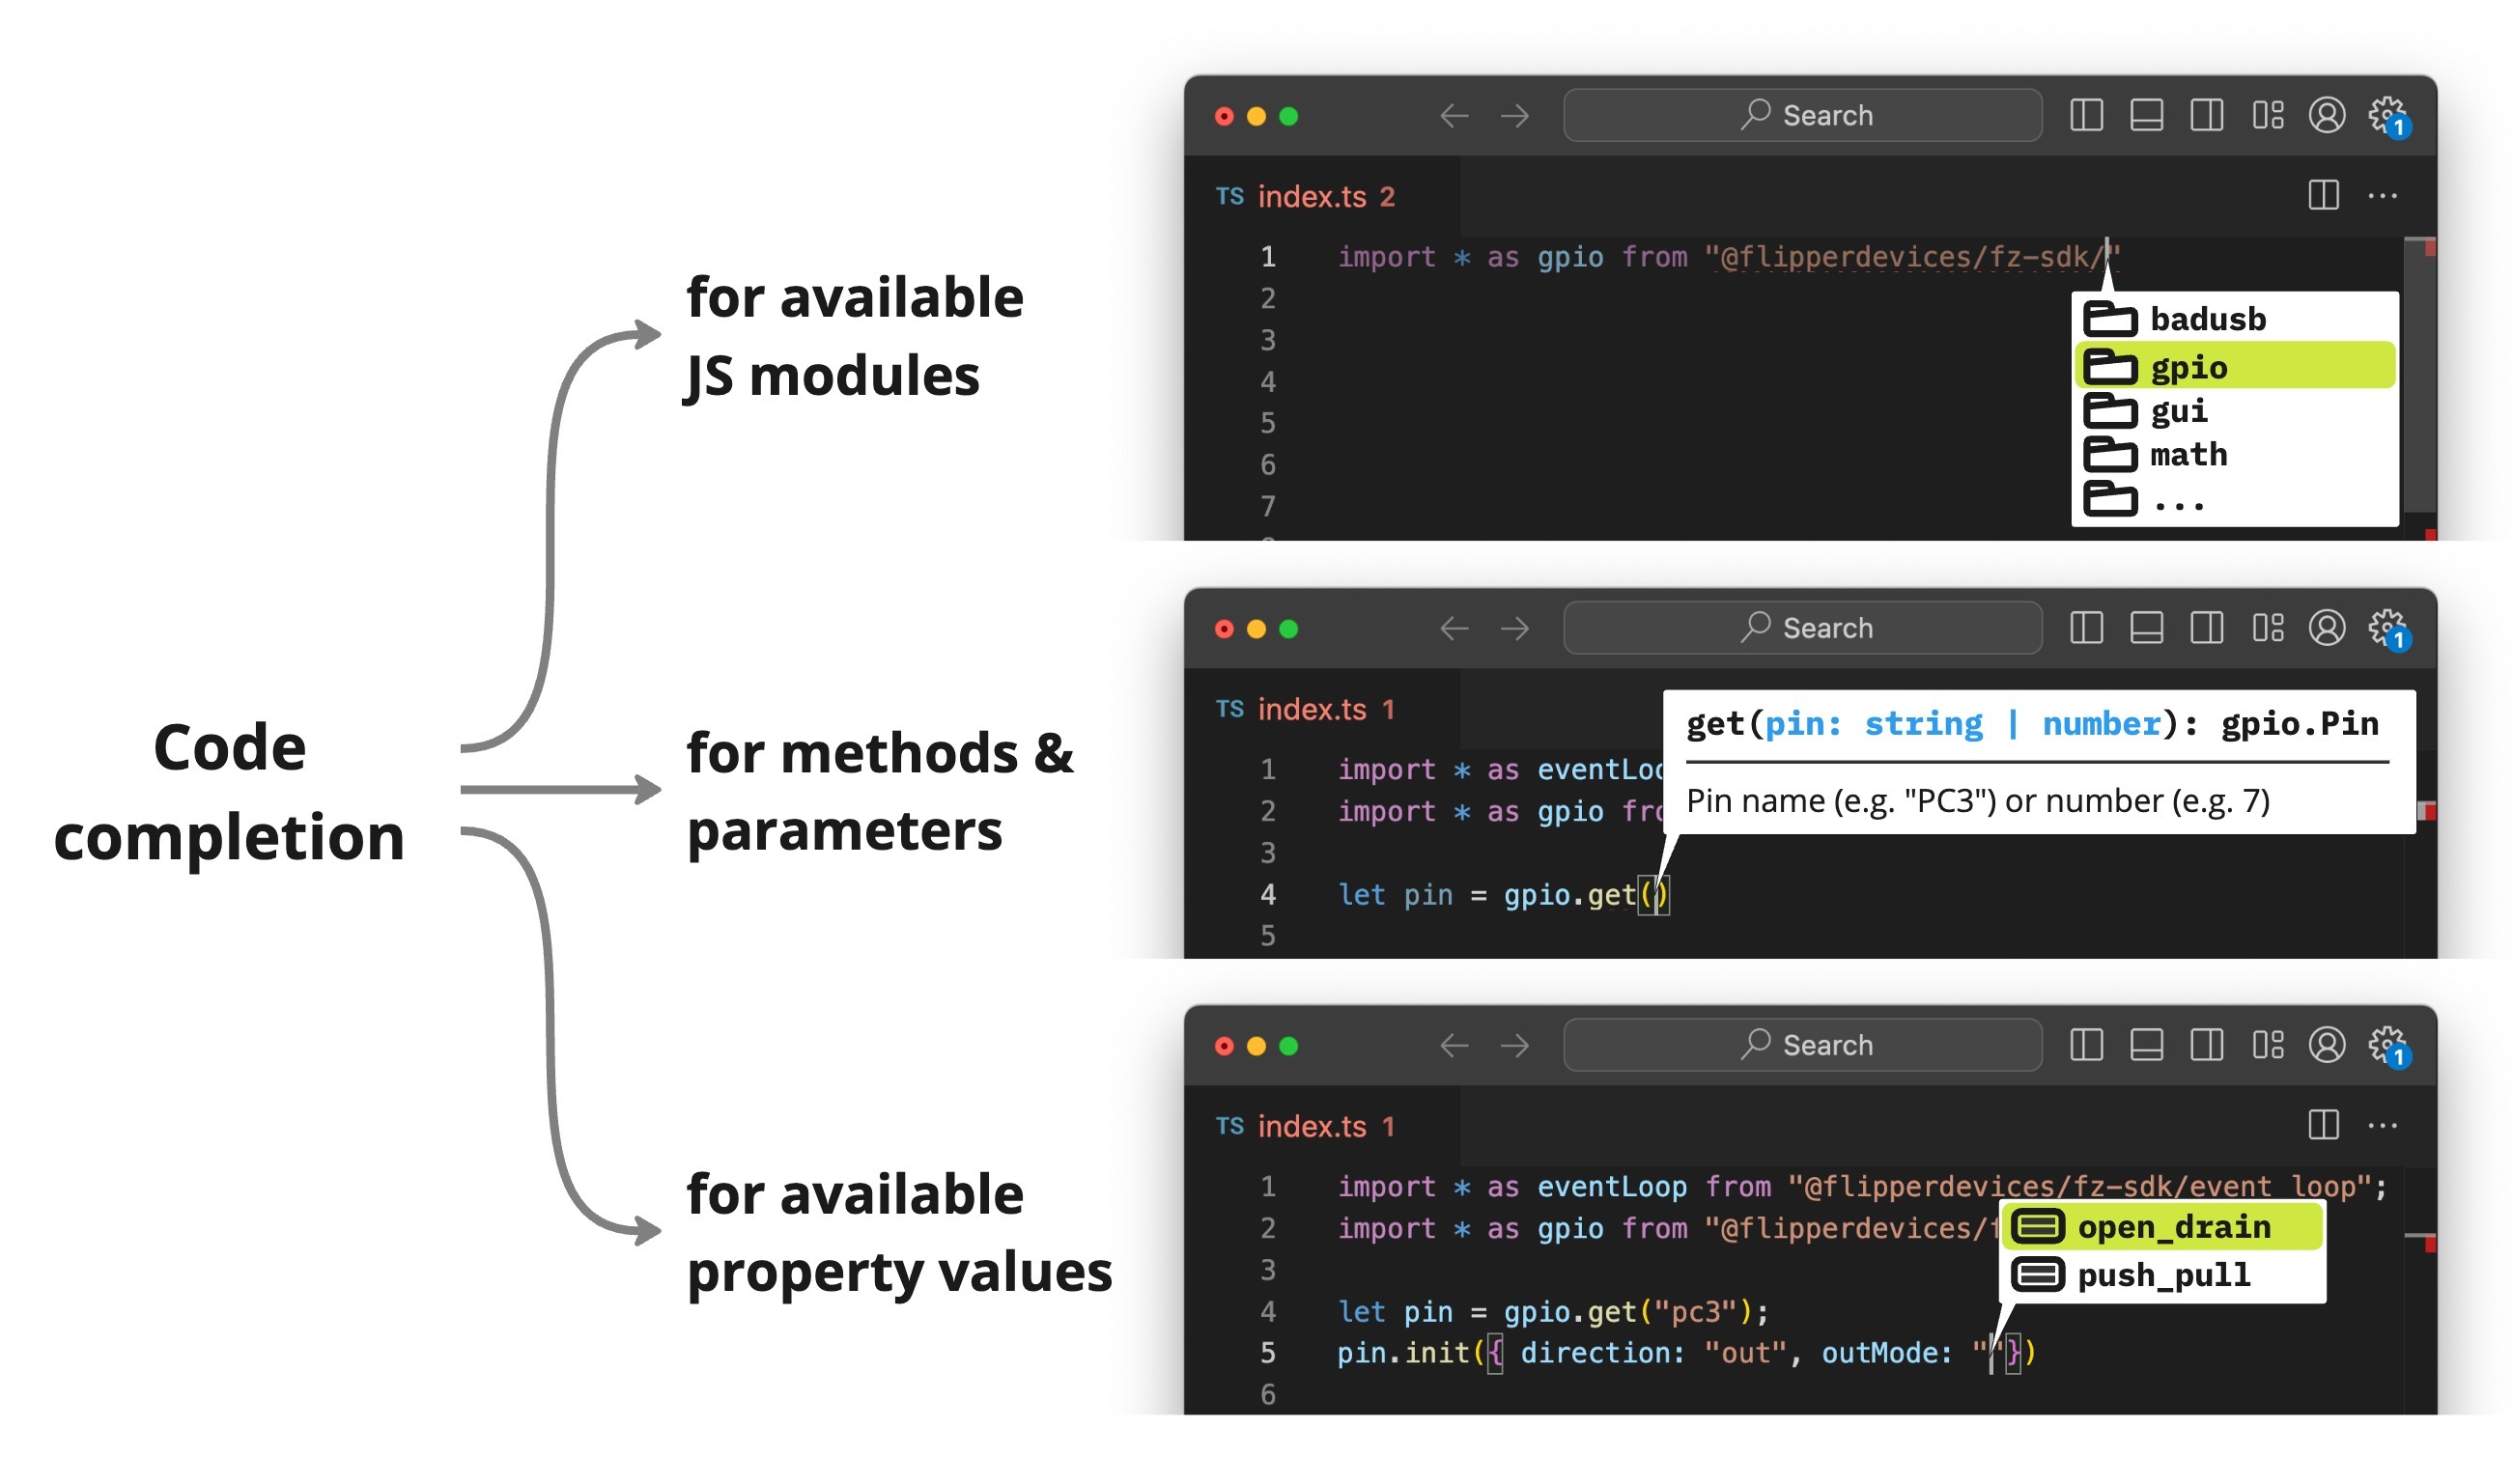 Code
completion
for available
JS modules
for methods &
parameters
for available
property values
Search
1
TS index.ts 2
1 import * as gpio from "@flipperdevices/fz-sdk/"
2
3
4
5
6
7
badusb
gpio
gui
math
...
Search
1
TS index.ts 1
get(pin: string | number): gpio.Pin
Pin name (e.g. "PC3") or number (e.g. 7)
1 import * as eventLoo
2 import * as gpio fro
3
4 let pin = gpio.get()
5
Search
1
TS index.ts 1
1 import * as eventLoop from "@flipperdevices/fz-sdk/event_loop";
2 import * as gpio from "@flipperdevices/f
3
4 let pin = gpio.get("pc3");
5 pin.init({ direction: "out", outMode: ""})
6
open_drain
push_pull